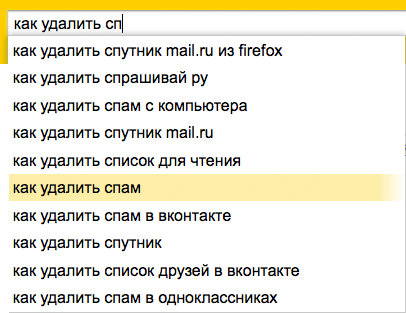 как удалить сп
как удалить спутник mail.ru из firefox
как удалить спрашивай ру
как удалить спам с компьютера
как удалить спутник mail.ru
как удалить список для чтения
как удалить спам
как удалить спам в вконтакте
как удалить спутник
как удалить список друзей в вконтакте
как удалить спам в одноклассниках